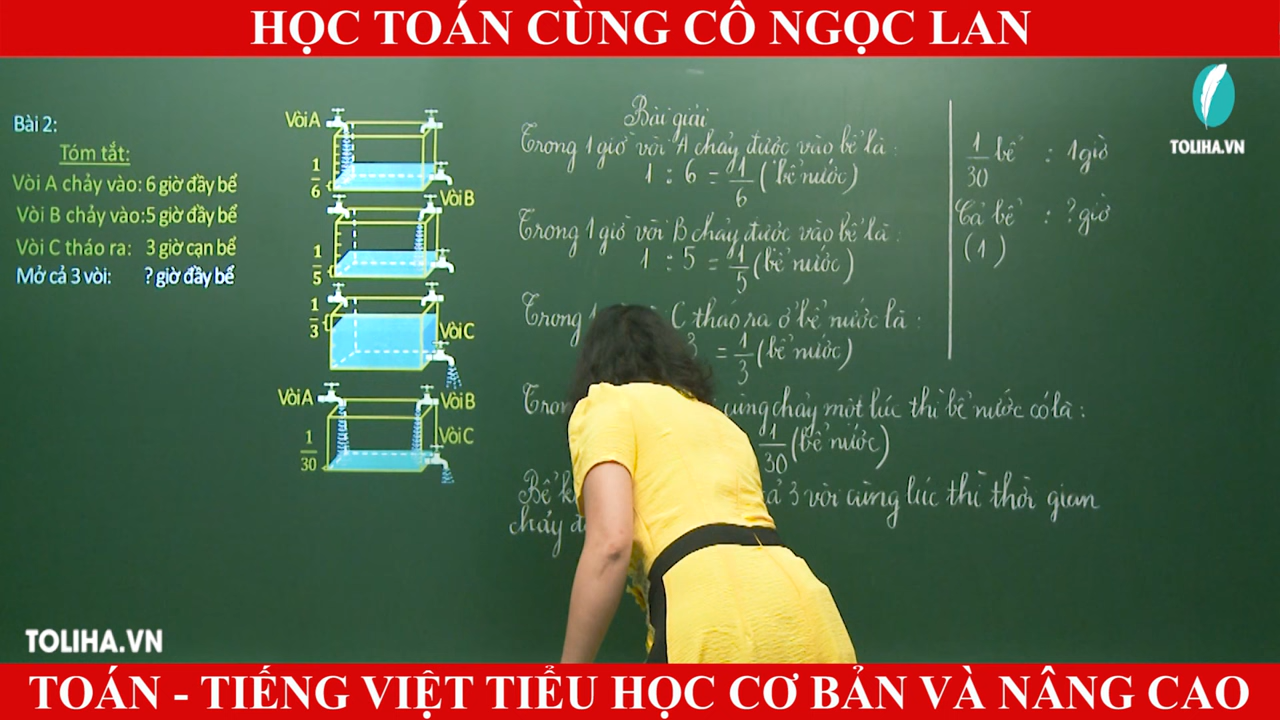 HỌC TOÁN CÙNG CÔ NGỌC LAN
TOLIHA.VN
Bài 2:
Tóm tắt:
Vòi A chảy vào: 6 giờ đầy bể
Vòi B chảy vào:5 giờ đầy bể
Vòi C tháo ra: 3 giờ cạn bể
Mở cả 3 vòi: ? giờ đầy bể
Vòi A
1/6
Vòi B
1/5
1/3
Vòi C
Vòi A
Vòi B
Vòi C
1/30
Bài giải
Trong 1 giờ vòi A chảy được vào bể là:
1 : 6 = 1/6 (bể nước)
Trong 1 giờ vòi B chảy được vào bể là:
1 : 5 = 1/5 (bể nước)
Trong 1 C tháo ra ở bể nước là:
3 = 1/3 (bể nước)
cùng chảy một lúc thì bể nước có là:
1/30 (bể nước)
Bể 3 vòi cùng lúc thì thời gian
chảy
1/30 bể : 1 giờ
Cả bể : ? giờ
(1)
TOLIHA.VN
TOÁN - TIẾNG VIỆT TIỂU HỌC CƠ BẢN VÀ NÂNG CAO